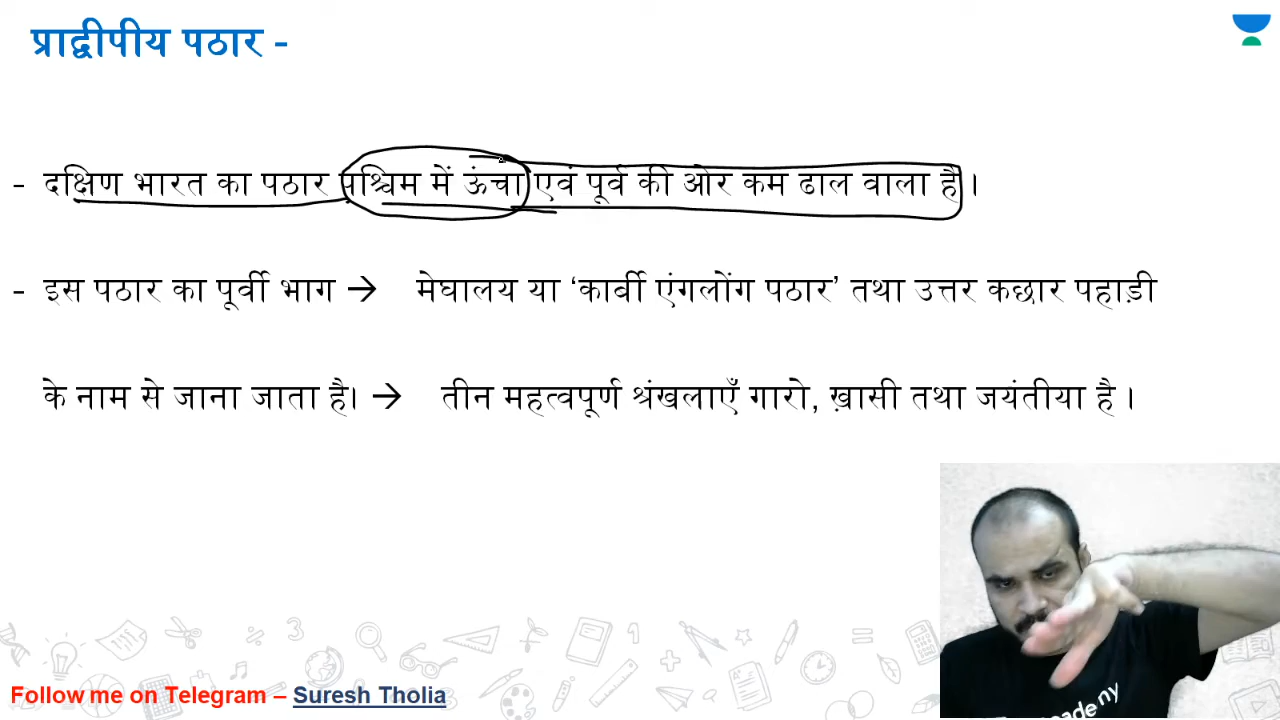 प्राद्वीपीय पठार -
- दक्षिण भारत का पठार पश्चिम में ऊंचा एवं पूर्व की ओर कम ढाल वाला है ।
- इस पठार का पूर्वी भाग → मेघालय या ‘कार्बी एंगलोंग पठार’ तथा उत्तर कछार पहाड़ी
के नाम से जाना जाता है। → तीन महत्वपूर्ण श्रंखलाएँ गारो, ख़ासी तथा जयंतीया है ।
Follow me on Telegram – Suresh Tholia